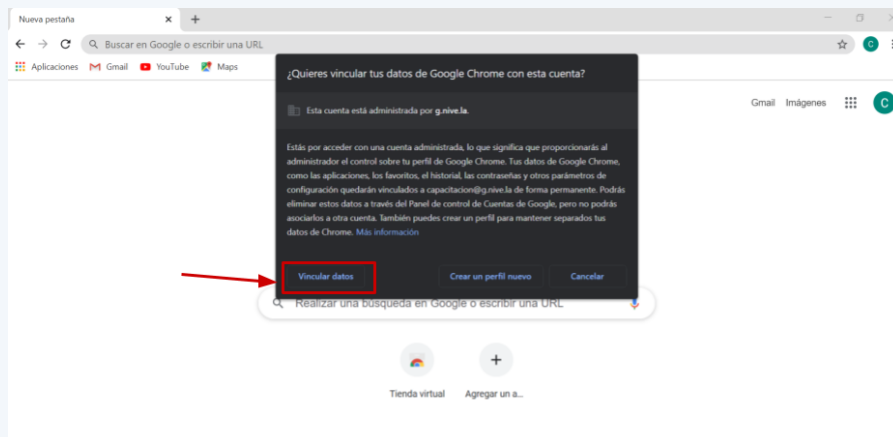 Nueva pestaña
Buscar en Google o escribir una URL
Aplicaciones Gmail YouTube Maps
¿Quieres vincular tus datos de Google Chrome con esta cuenta?
Esta cuenta está administrada por g.nive.la.
Gmail Imágenes
C
C
Estás por acceder con una cuenta administrada, lo que significa que proporcionarás al
administrador el control sobre tu perfil de Google Chrome. Tus datos de Google Chrome,
como las aplicaciones, los favoritos, el historial, las contraseñas y otros parámetros de
configuración quedarán vinculados a capacitacion@g.nive.la de forma permanente. Podrás
eliminar estos datos a través del Panel de control de Cuentas de Google, pero no podrás
asociarlos a otra cuenta. También puedes crear un perfil para mantener separados tus
datos de Chrome. Más información
Vincular datos Crear un perfil nuevo Cancelar
Realizar una búsqueda en Google o escribir una URL
Tienda virtual Agregar un a...